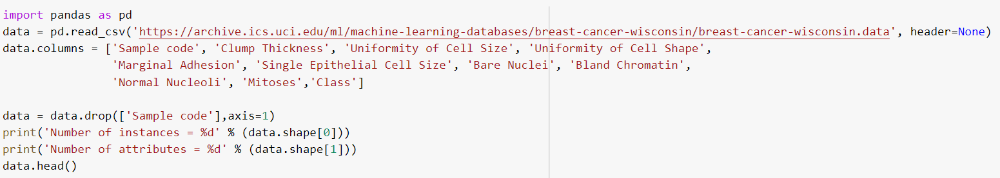 import pandas as pd
data = pd.read_csv('https://archive.ics.uci.edu/ml/machine-learning-databases/breast-cancer-wisconsin/breast-cancer-wisconsin.data', header=None)
data.columns = ['Sample code', 'Clump Thickness', 'Uniformity of Cell Size', 'Uniformity of Cell Shape',
                'Marginal Adhesion', 'Single Epithelial Cell Size', 'Bare Nuclei', 'Bland Chromatin',
                'Normal Nucleoli', 'Mitoses','Class']

data = data.drop(['Sample code'],axis=1)
print('Number of instances = %d' % (data.shape[0]))
print('Number of attributes = %d' % (data.shape[1]))
data.head()